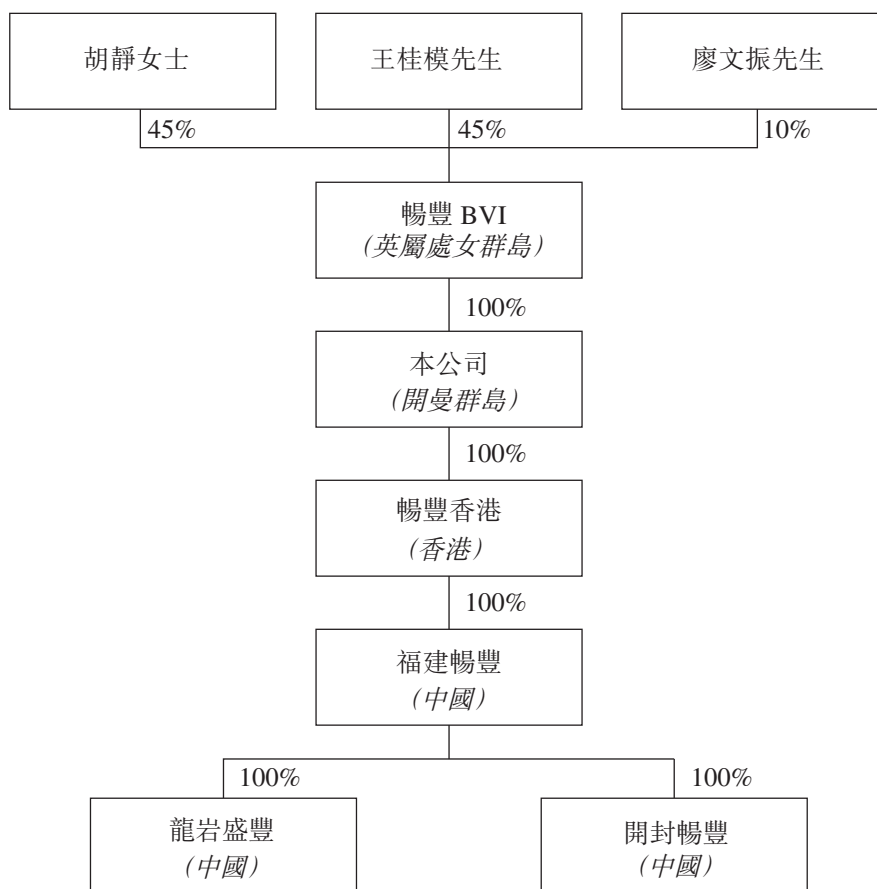 胡靜女士
王桂模先生
廖文振先生
45%
45%
10%
暢豐 BVI
(英屬處女群島)
100%
本公司
(開曼群島)
100%
暢豐香港
(香港)
100%
福建暢豐
(中國)
100%
100%
龍岩盛豐
(中國)
開封暢豐
(中國)